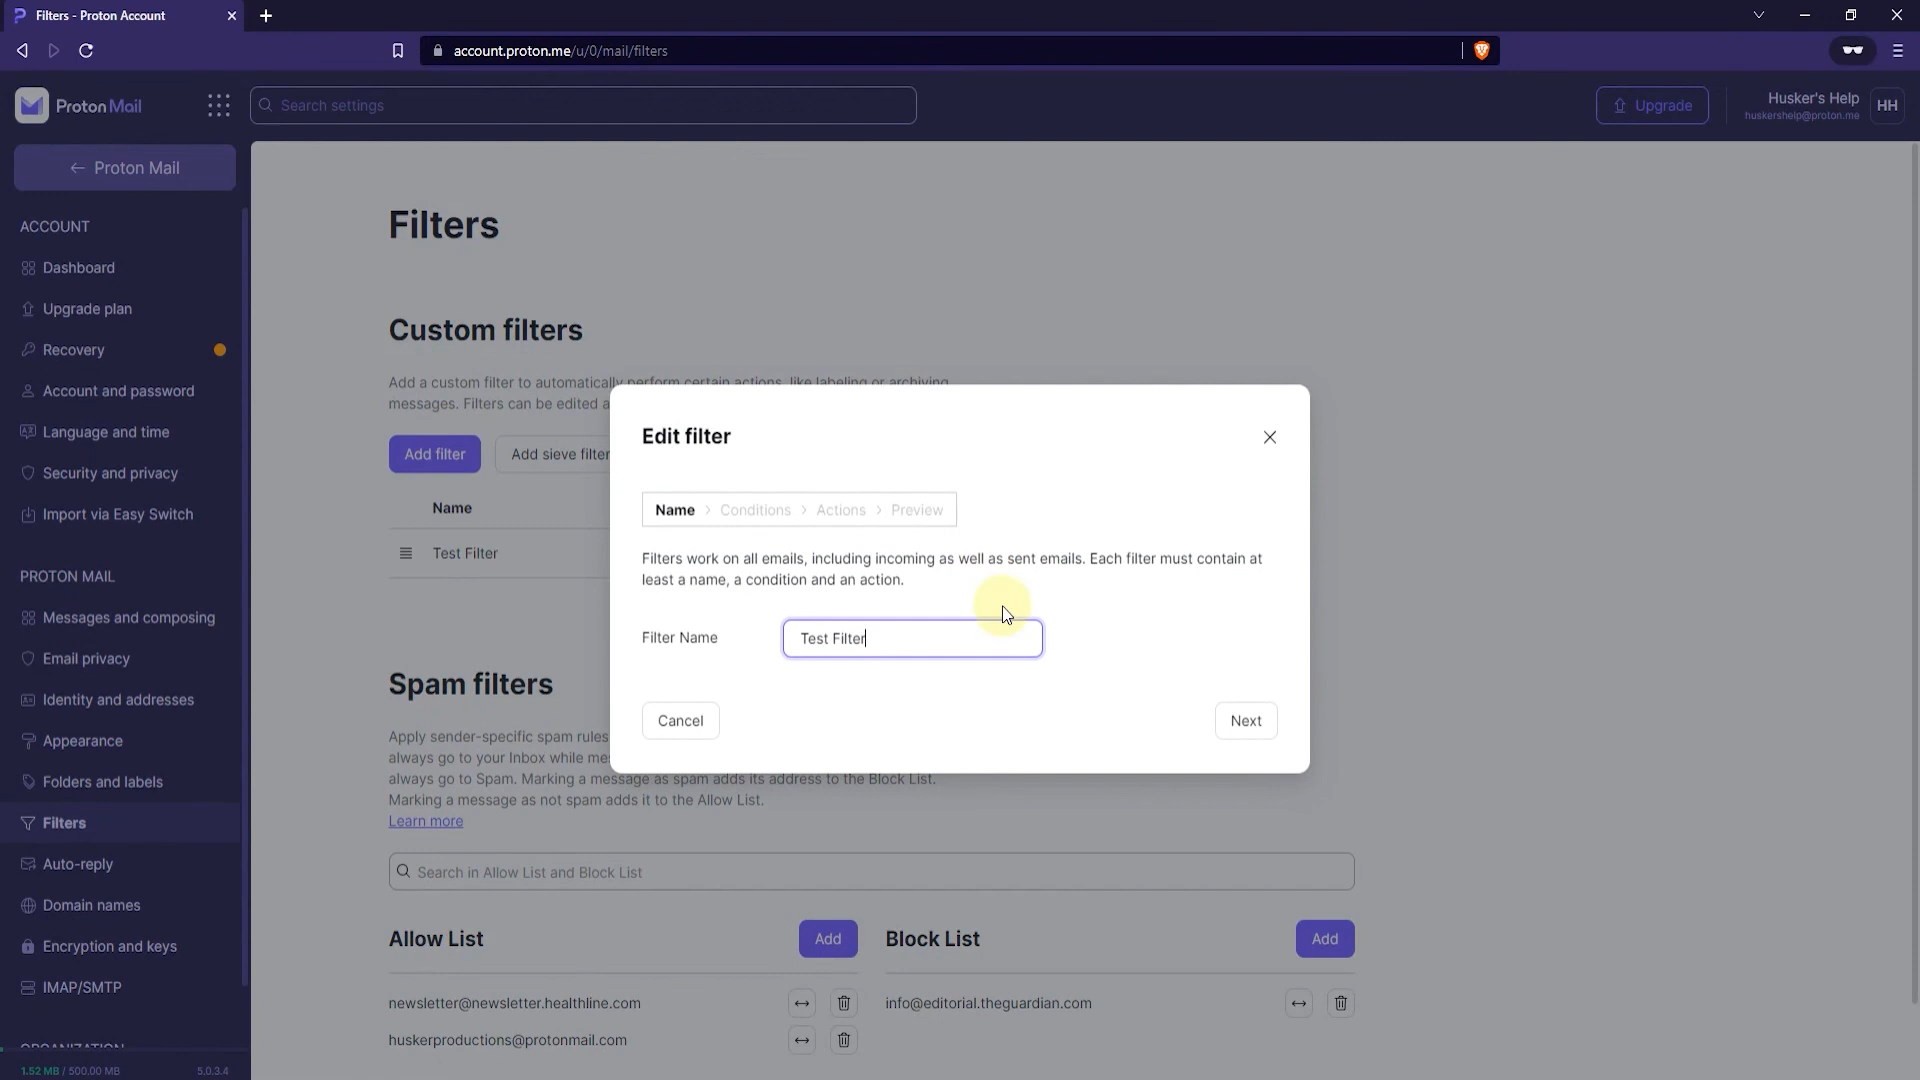 Filters - Proton Account
account.proton.me/u/0/mail/filters
Proton Mail
Search settings
Upgrade
Husker's Help
huskershelp@proton.me
HH
← Proton Mail
ACCOUNT
Dashboard
Upgrade plan
Recovery
Account and password
Language and time
Security and privacy
Import via Easy Switch
PROTON MAIL
Messages and composing
Email privacy
Identity and addresses
Appearance
Folders and labels
Filters
Auto-reply
Domain names
Encryption and keys
IMAP/SMTP
ORGANIZATION
1.52 MB / 500.00 MB
5.0.3.4
Filters
Custom filters
Add a custom filter to automatically perform certain actions, like labeling or archiving
messages. Filters can be edited a
Add filter
Add sieve filter
Name
Test Filter
Edit filter
Name > Conditions > Actions > Preview
Filters work on all emails, including incoming as well as sent emails. Each filter must contain at
least a name, a condition and an action.
Filter Name
Test Filter
Cancel
Next
Spam filters
Apply sender-specific spam rules
always go to your Inbox while me
always go to Spam. Marking a message as spam adds its address to the Block List.
Marking a message as not spam adds it to the Allow List.
Learn more
Search in Allow List and Block List
Allow List
Add
newsletter@newsletter.healthline.com
huskerproductions@protonmail.com
Block List
Add
info@editorial.theguardian.com